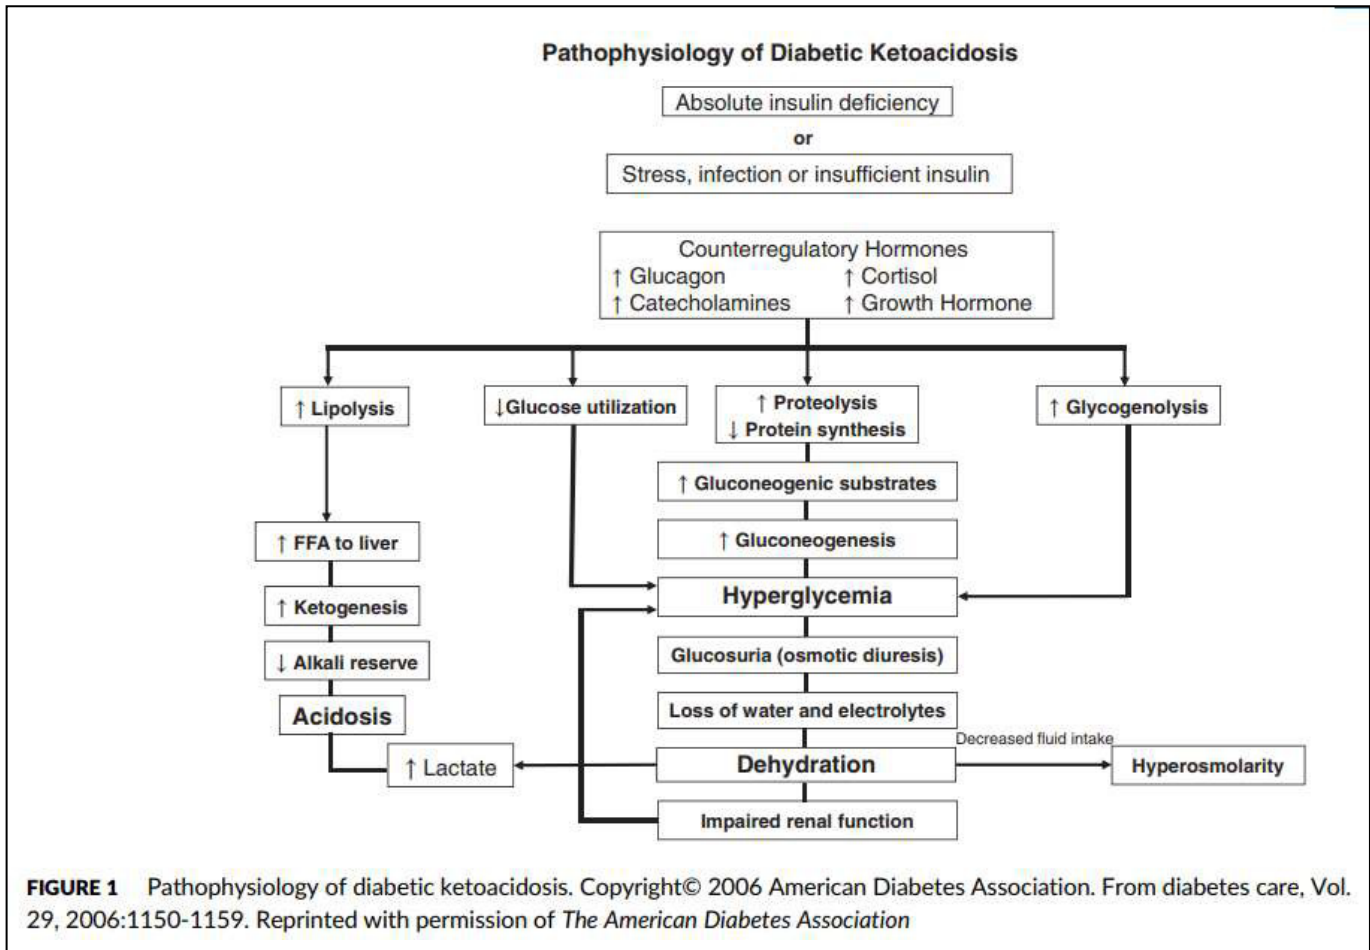 Pathophysiology of Diabetic Ketoacidosis
Absolute insulin deficiency
or
Stress, infection or insufficient insulin
Counterregulatory Hormones
↑ Glucagon ↑ Cortisol
↑ Catecholamines ↑ Growth Hormone
↑ Lipolysis
↓Glucose utilization
↑ Proteolysis
↓ Protein synthesis
↑ Glycogenolysis
↑ Gluconeogenic substrates
↑ FFA to liver
↑ Gluconeogenesis
↑ Ketogenesis
Hyperglycemia
↓ Alkali reserve
Glucosuria (osmotic diuresis)
Acidosis
Loss of water and electrolytes
↑ Lactate
Dehydration
Decreased fluid intake
Hyperosmolarity
Impaired renal function
FIGURE 1 Pathophysiology of diabetic ketoacidosis. Copyright© 2006 American Diabetes Association. From diabetes care, Vol.
29, 2006:1150-1159. Reprinted with permission of The American Diabetes Association